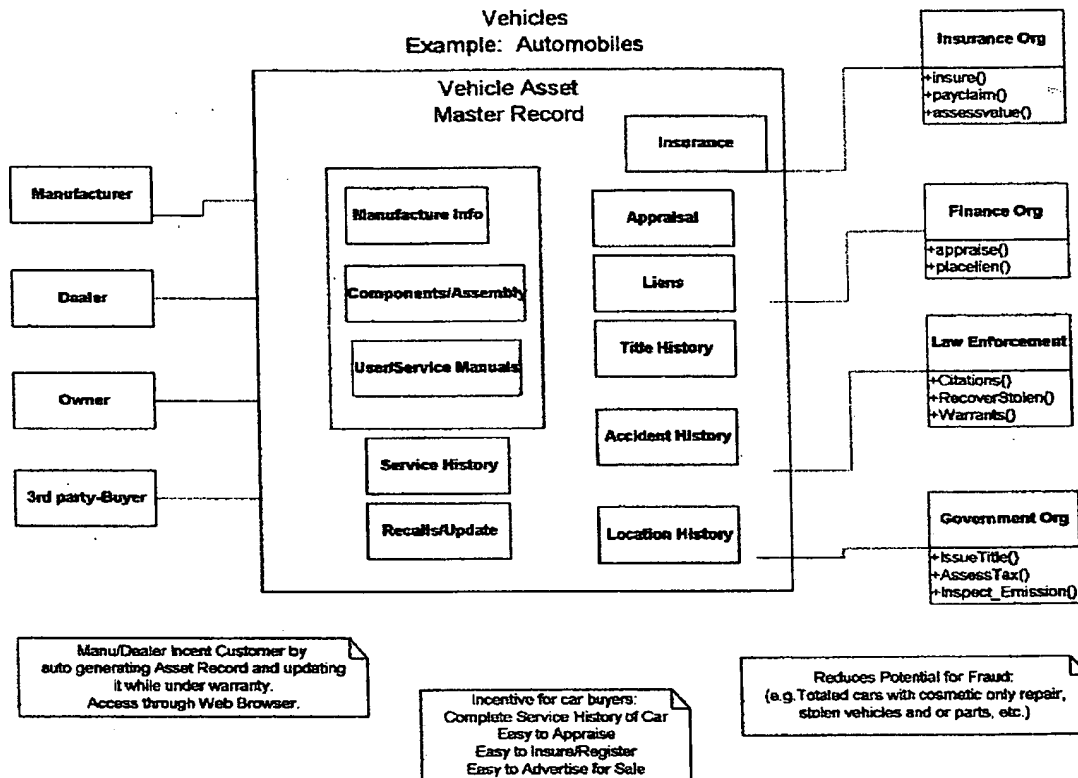 Vehicles
Example: Automobiles
Vehicle Asset
Master Record
Manufacturer
Dealer
Owner
3rd party-Buyer
Manufacture Info
Components/Assembly
User/Service Manuals
Service History
Recalls/Update
Insurance
Appraisal
Liens
Title History
Accident History
Location History
Insurance Org
+insure()
+payclaim()
+assessvalue()
Finance Org
+appraise()
+placelien()
Law Enforcement
+Citations()
+RecoverStolen()
+Warrants()
Government Org
+IssueTitle()
+AssessTax()
+Inspect_Emission()
Manu/Dealer Incent Customer by
auto generating Asset Record and updating
it while under warranty.
Access through Web Browser.
Incentive for car buyers:
Complete Service History of Car
Easy to Appraise
Easy to Insure/Register
Easy to Advertise for Sale
Reduces Potential for Fraud:
(e.g. Totaled cars with cosmetic only repair,
stolen vehicles and or parts, etc.)